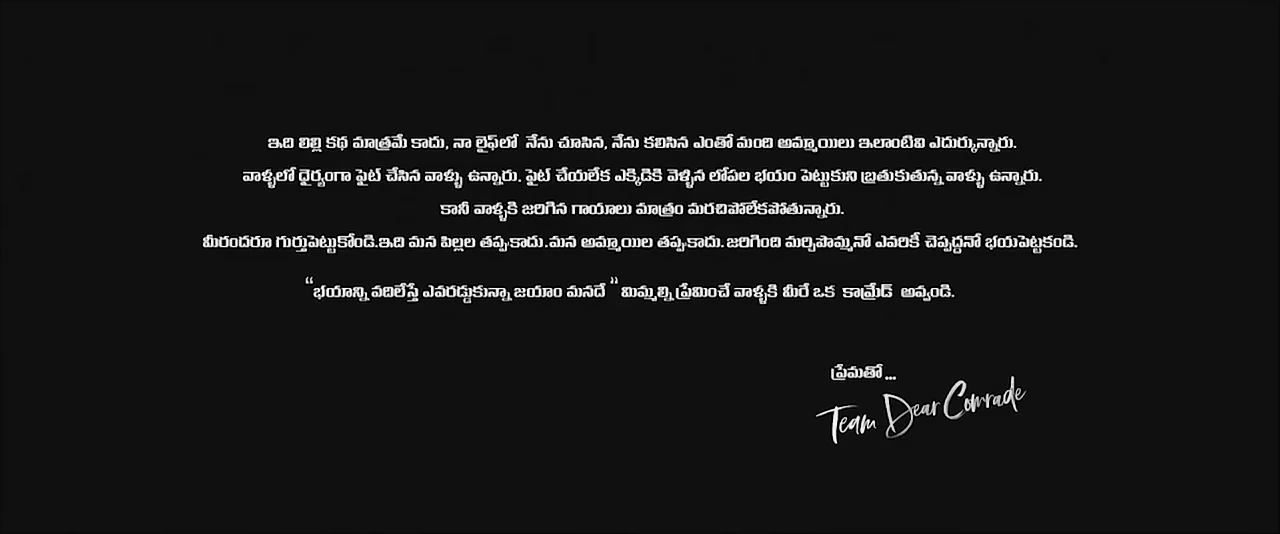 ఇది లిల్లి కథ మాత్రమే కాదు, నా లైఫ్‌లో నేను చూసిన, నేను కలిసిన ఎంతో మంది అమ్మాయిలు ఇలాంటివి ఎదుర్కున్నారు.
వాళ్ళలో ధైర్యంగా ఫైట్ చేసిన వాళ్ళు ఉన్నారు. ఫైట్ చేయలేక ఎక్కడికి వెళ్ళిన లోపల భయం పెట్టుకుని బ్రతుకుతున్న వాళ్ళు ఉన్నారు.
కానీ వాళ్ళకి జరిగిన గాయాలు మాత్రం మరచిపోలేకపోతున్నారు.
మీరందరూ గుర్తుపెట్టుకోండి.ఇది మన పిల్లల తప్పుకాదు.మన అమ్మాయిల తప్పుకాదు. జరిగింది మర్చిపొమ్మనో ఎవరికీ చెప్పద్దనో భయపెట్టకండి.
“భయాన్ని వదిలేస్తే ఎవరడ్డుకున్నా జయాం మనదే” మిమ్మల్ని ప్రేమించే వాళ్ళకి మీరే ఒక కామ్రేడ్ అవ్వండి.
ప్రేమతో...
Team Dear Comrade